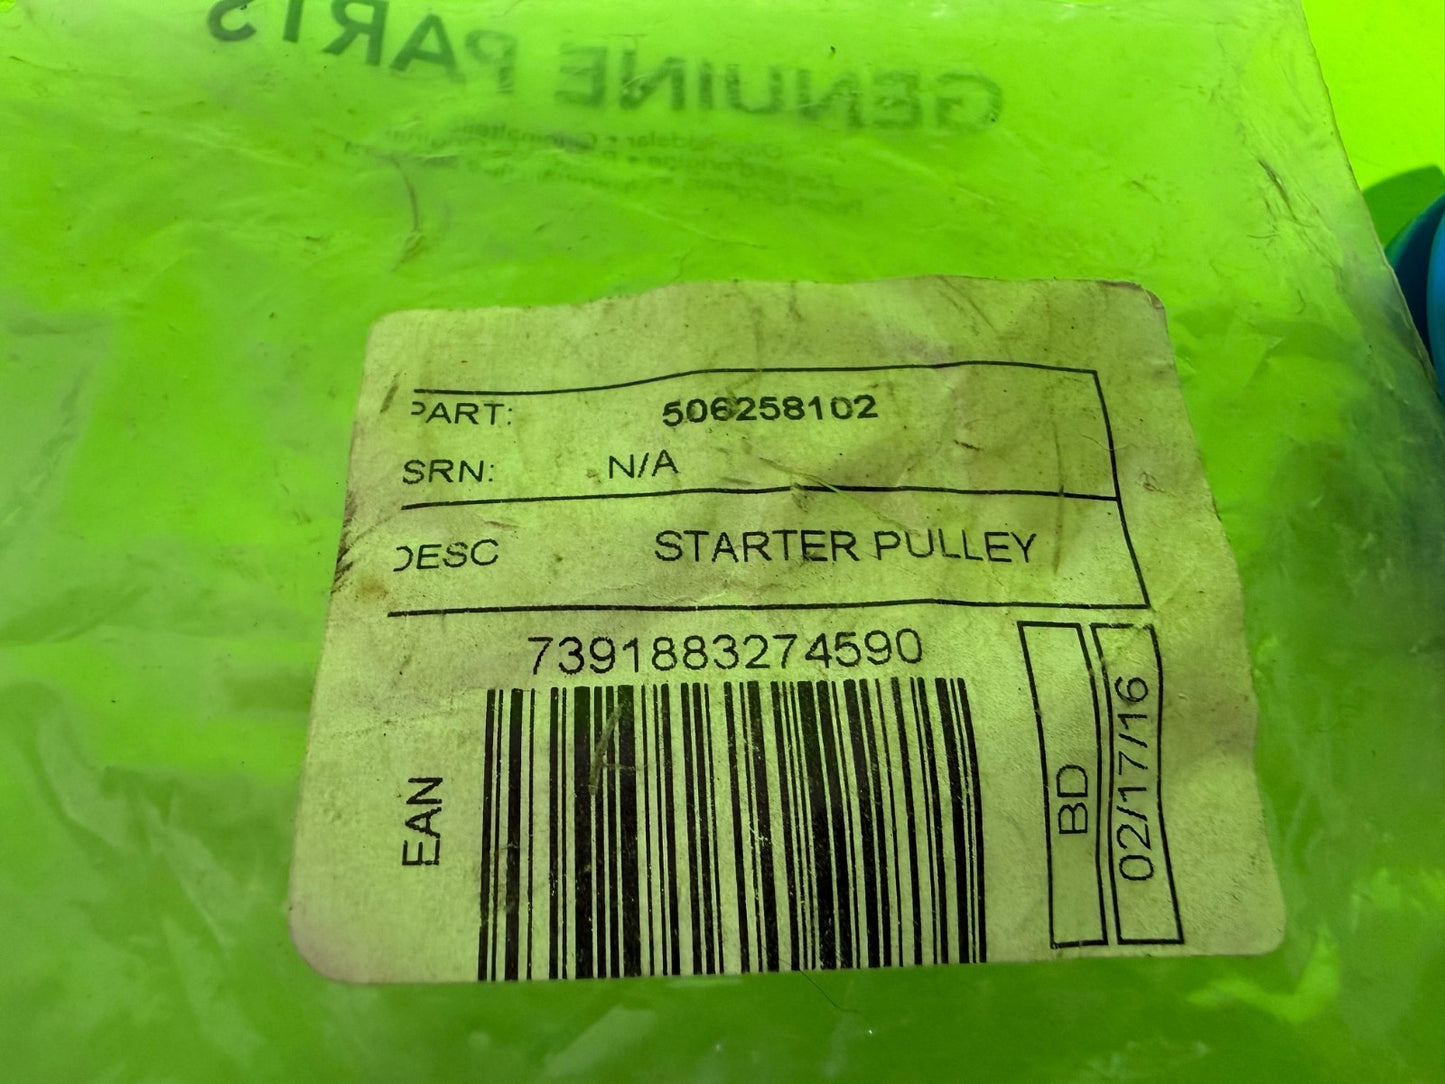 GENUINE PARTS
PART: 506258102
SRN: N/A
DESC STARTER PULLEY
7391883274590
EAN
BD
02/17/16